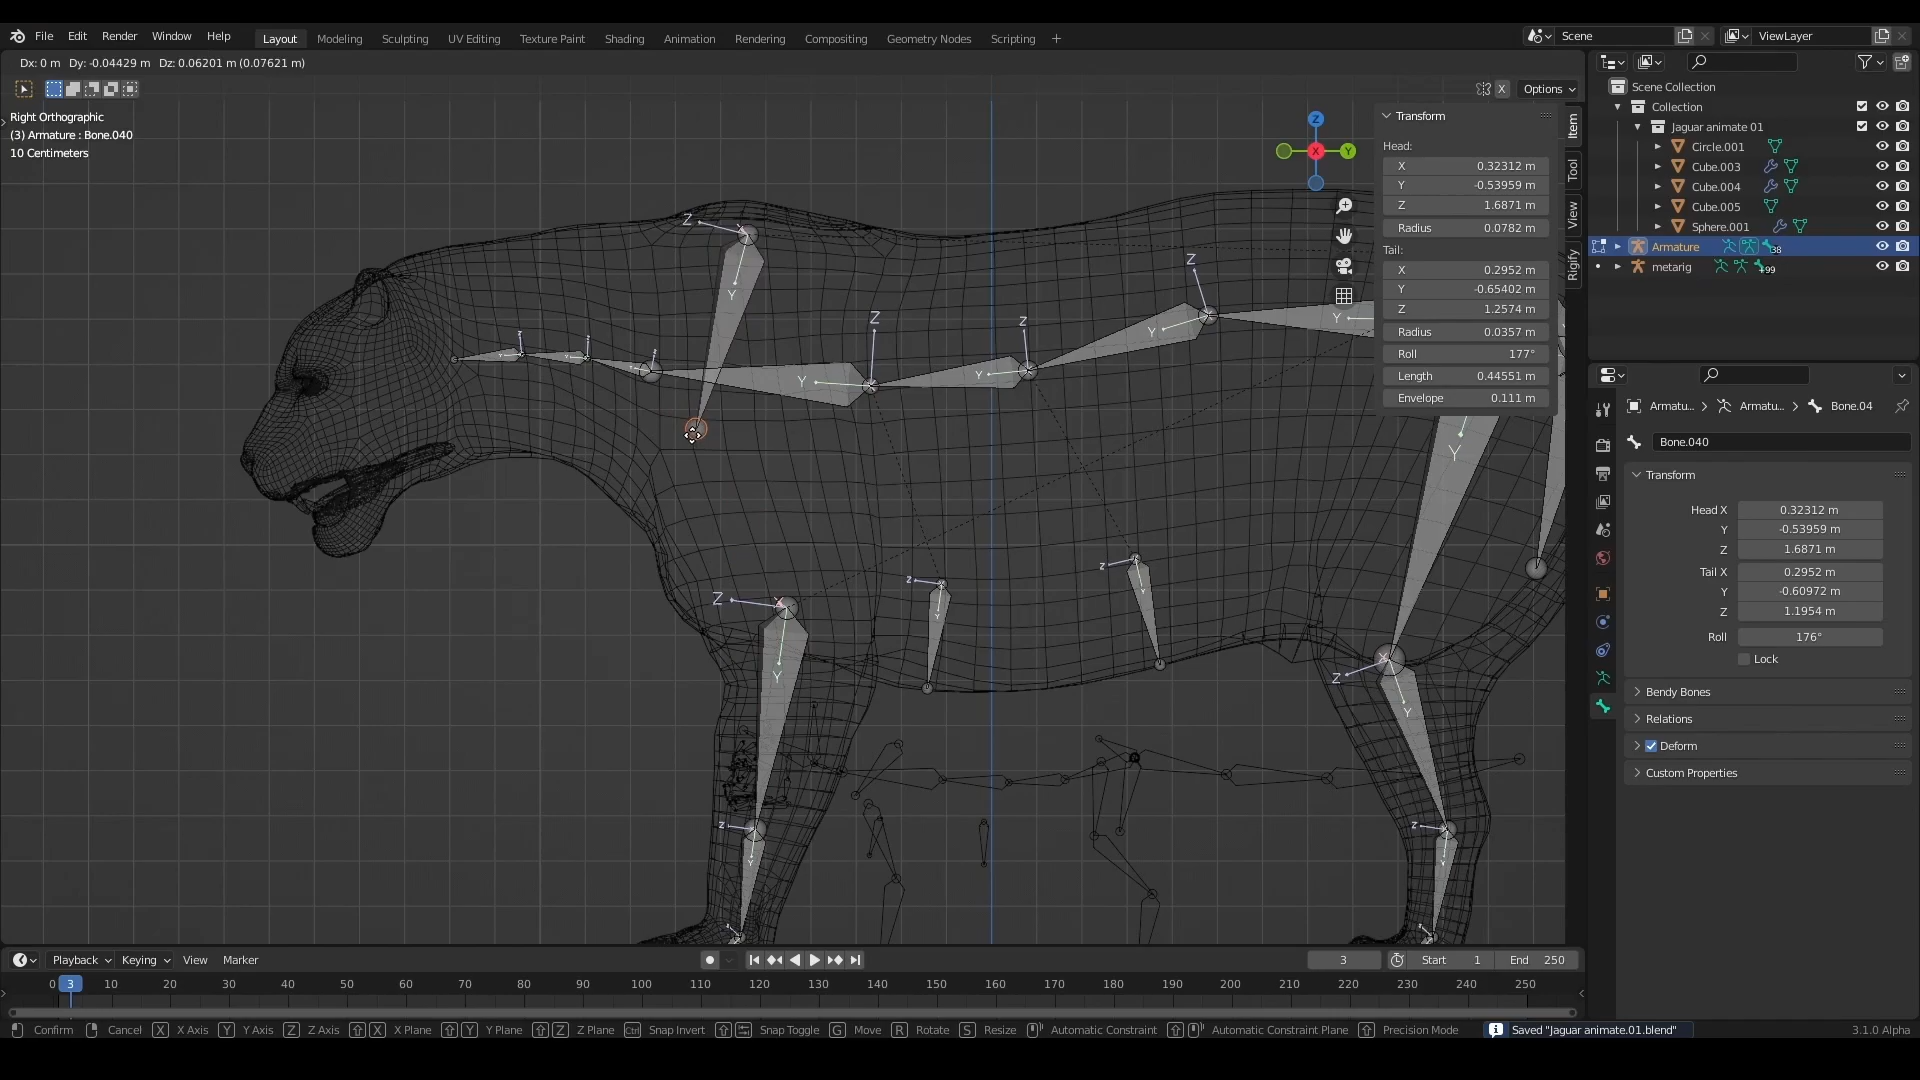 File Edit Render Window Help Layout Modeling Sculpting UV Editing Texture Paint Shading Animation Rendering Compositing Geometry Nodes Scripting + Scene ViewLayer
Dx: 0 m Dy: -0.04429 m Dz: 0.06201 m (0.07621 m)
X Options
Right Orthographic
(3) Armature : Bone.040
10 Centimeters
Z
X
Y
Transform
Head:
X 0.32312 m
Y -0.53959 m
Z 1.6871 m
Radius 0.0782 m
Tail:
X 0.2952 m
Y -0.65402 m
Z 1.2574 m
Radius 0.0357 m
Roll 177°
Length 0.44551 m
Envelope 0.111 m
Item
Tool
View
Rigify
Scene Collection
Collection
Jaguar animate 01
Circle.001
Cube.003
Cube.004
Cube.005
Sphere.001
Armature 38
metarig 99
Armatu... Armatu... Bone.04
Bone.040
Transform
Head X 0.32312 m
Y -0.53959 m
Z 1.6871 m
Tail X 0.2952 m
Y -0.60972 m
Z 1.1954 m
Roll 176°
Lock
Bendy Bones
Relations
Deform
Custom Properties
Playback Keying View Marker 3 Start 1 End 250
0 3 10 20 30 40 50 60 70 80 90 100 110 120 130 140 150 160 170 180 190 200 210 220 230 240 250
Confirm Cancel X X Axis Y Y Axis Z Z Axis X X Plane Y Y Plane Z Z Plane Ctrl Snap Invert Snap Toggle G Move R Rotate S Resize Automatic Constraint Automatic Constraint Plane Precision Mode Saved "Jaguar animate.01.blend" 3.1.0 Alpha